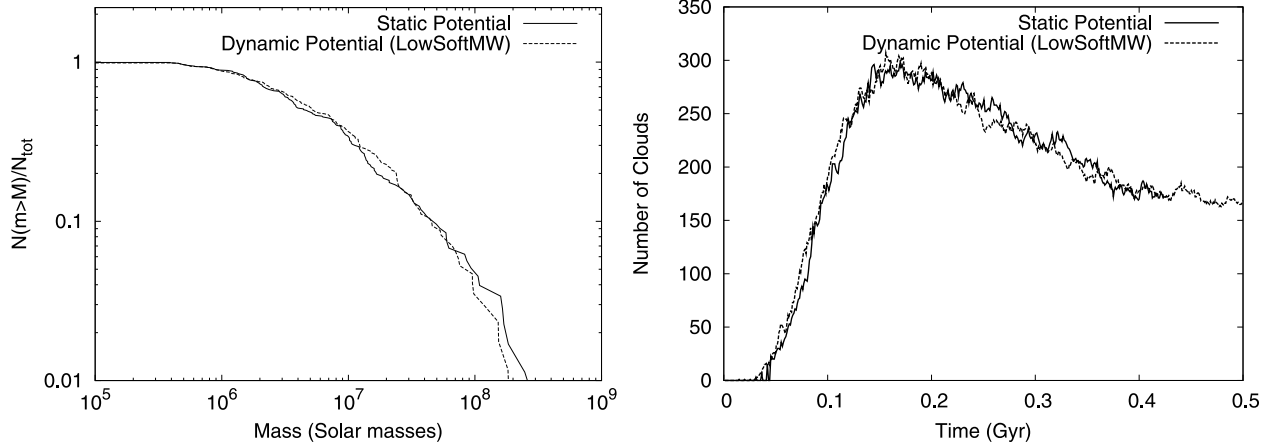 Static Potential
Dynamic Potential (LowSoftMW)
1
0.1
0.01
N(m>M)/N_tot
10^5
10^6
10^7
10^8
10^9
Mass (Solar masses)
Static Potential
Dynamic Potential (LowSoftMW)
350
300
250
200
150
100
50
0
Number of Clouds
0
0.1
0.2
0.3
0.4
0.5
Time (Gyr)